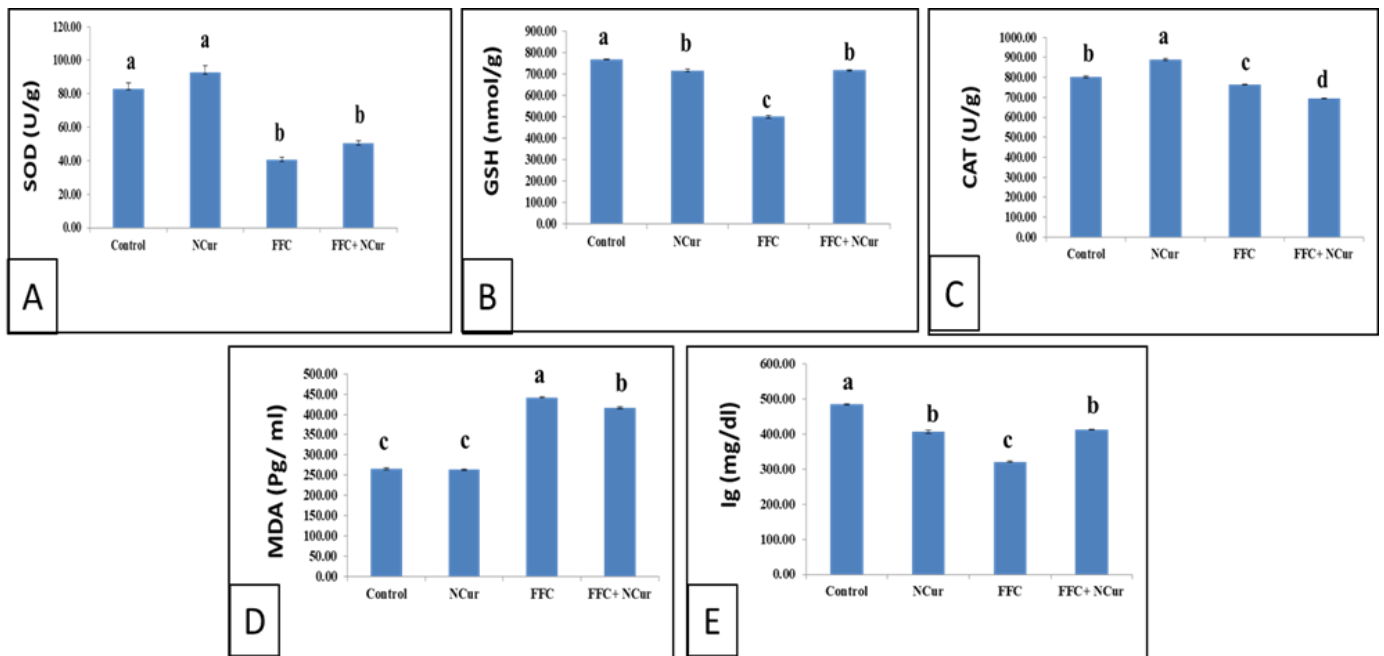 SOD (U/g)
120.00
100.00
80.00
60.00
40.00
20.00
0.00
a
a
b
b
Control NCur FFC FFC+ NCur
A
GSH (nmol/g)
900.00
800.00
700.00
600.00
500.00
400.00
300.00
200.00
100.00
0.00
a
b
c
b
Control NCur FFC FFC+ NCur
B
CAT (U/g)
1000.00
900.00
800.00
700.00
600.00
500.00
400.00
300.00
200.00
100.00
0.00
b
a
c
d
Control NCur FFC FFC+ NCur
C
MDA (Pg/ ml)
500.00
450.00
400.00
350.00
300.00
250.00
200.00
150.00
100.00
50.00
0.00
c
c
a
b
Control NCur FFC FFC+ NCur
D
Ig (mg/dl)
600.00
500.00
400.00
300.00
200.00
100.00
0.00
a
b
c
b
Control NCur FFC FFC+ NCur
E